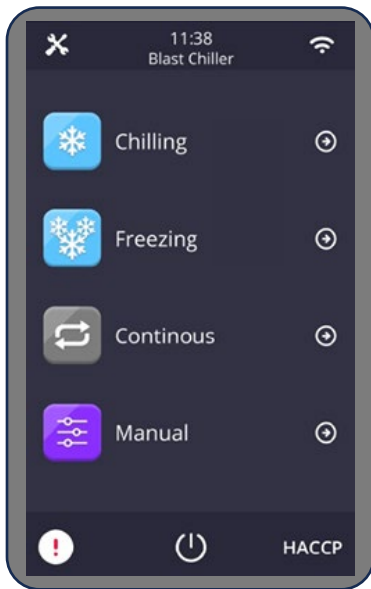 11:38
Blast Chiller
Chilling
Freezing
Continous
Manual
!
HACCP